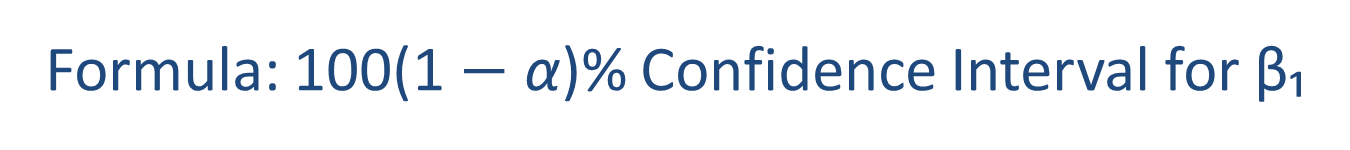 Formula: 100(1 − 𝛼)% Confidence Interval for β₁